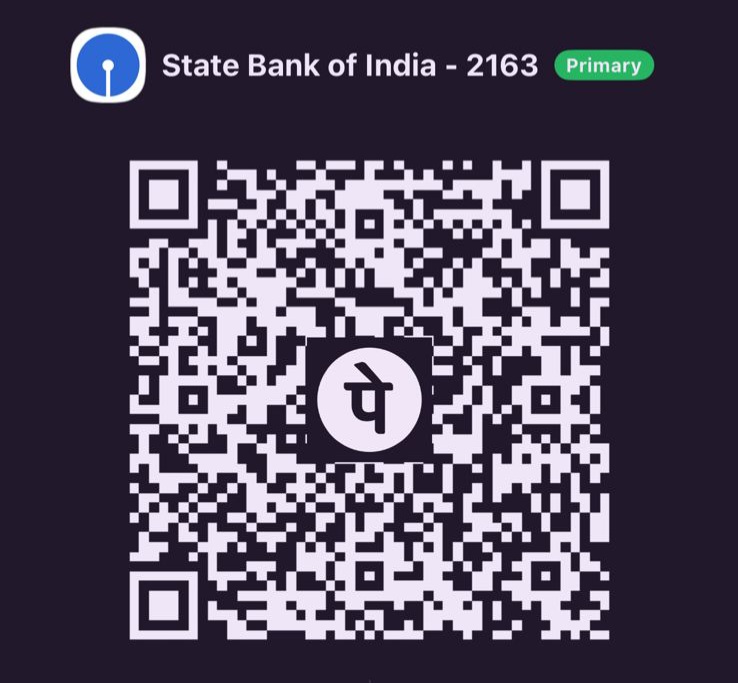 State Bank of India - 2163 Primary
पे